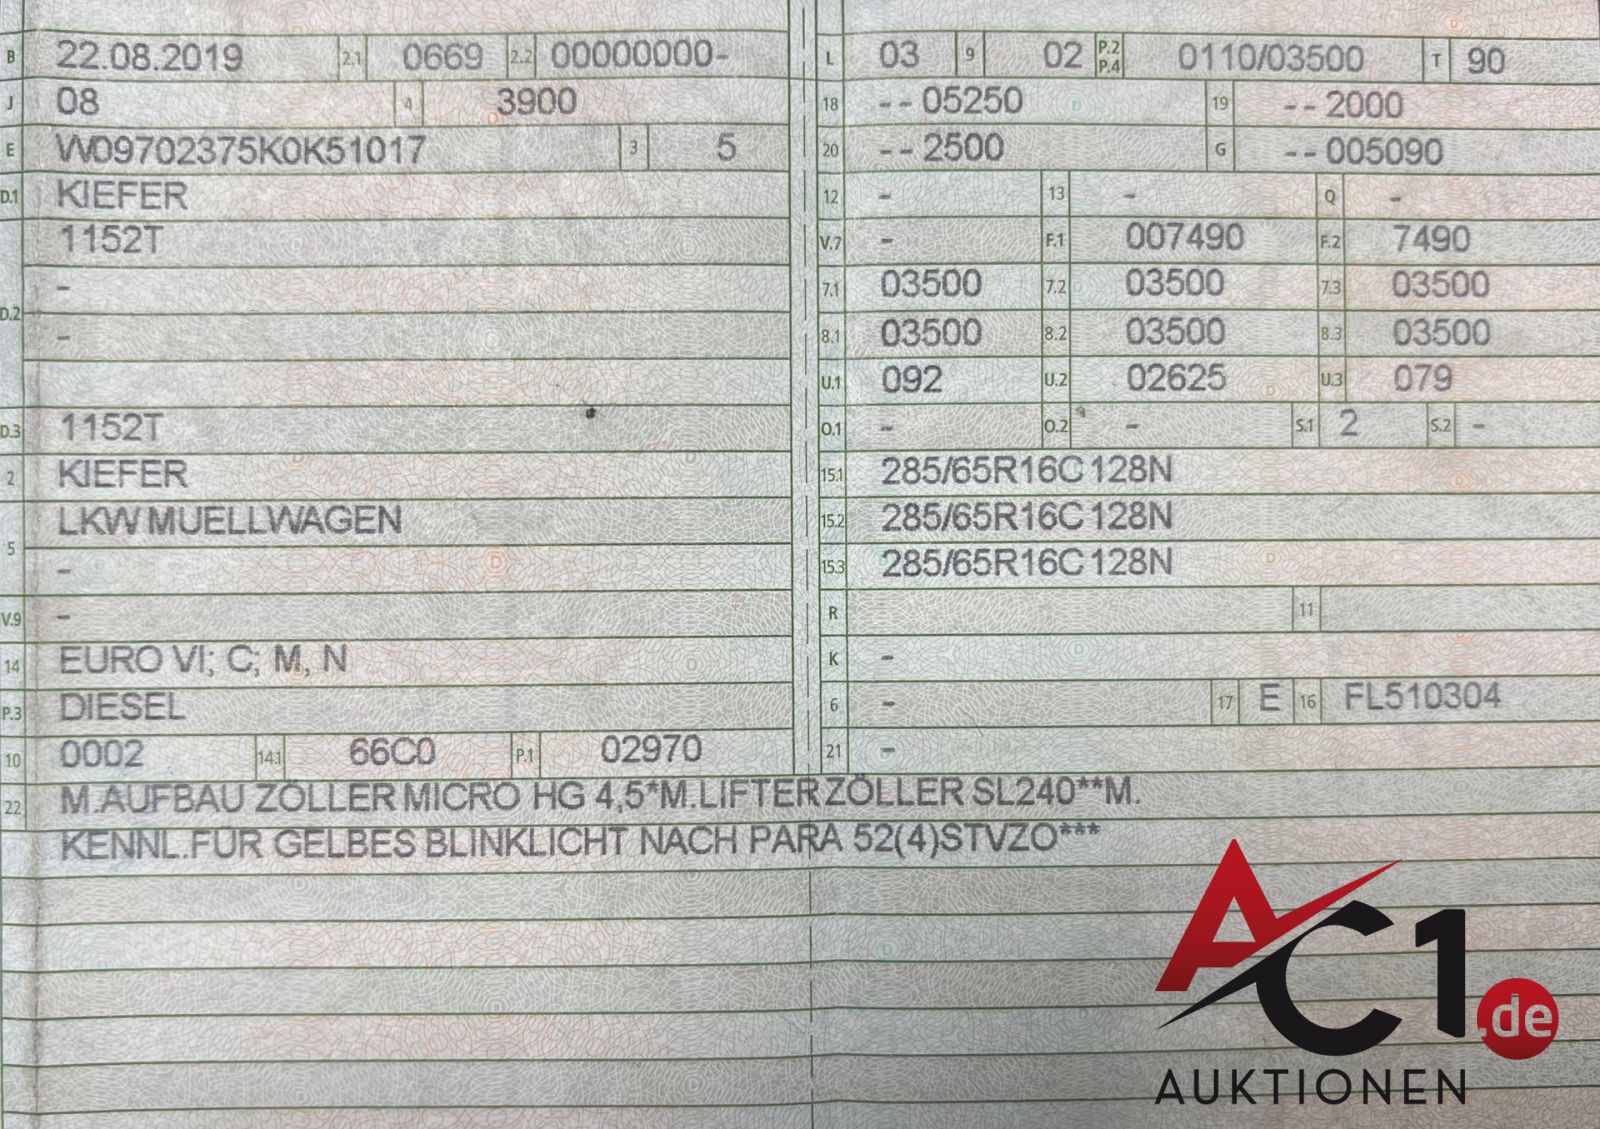 B 22.08.2019 2.1 0669 2.2 00000000-
J 08 4 3900
E W09702375K0K51017 3 5
D.1 KIEFER
1152T
D.2 -
-
D.3 1152T
2 KIEFER
LKW MUELLWAGEN
5 -
V.9 -
14 EURO VI; C; M, N
P.3 DIESEL
10 0002 14.1 66C0 P.1 02970
L 03 9 02 P.2 P.4 0110/03500 T 90
18 --05250 19 --2000
20 --2500 G --005090
12 - 13 - Q -
V.7 - F.1 007490 F.2 7490
7.1 03500 7.2 03500 7.3 03500
8.1 03500 8.2 03500 8.3 03500
U.1 092 U.2 02625 U.3 079
O.1 - O.2 - S.1 2 S.2 -
15.1 285/65R16C 128N
15.2 285/65R16C 128N
15.3 285/65R16C 128N
R 11
K -
6 - 17 E 16 FL510304
21 -
22 M.AUFBAU ZÖLLER MICRO HG 4,5*M.LIFTER ZÖLLER SL240**M.
KENNL.FÜR GELBES BLINKLICHT NACH PARA 52(4)STVZO***
AC1.de
AUKTIONEN